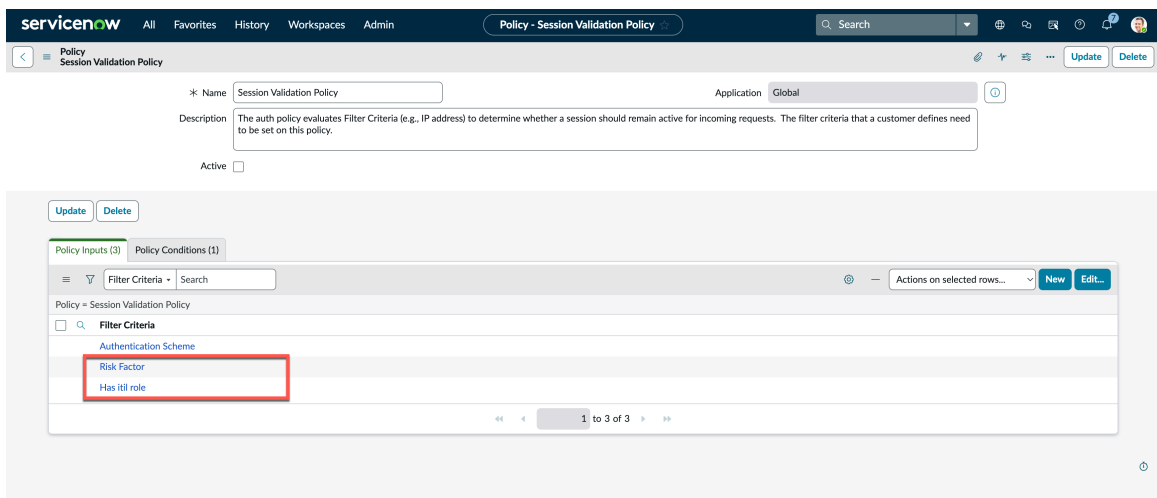 servicenow All Favorites History Workspaces Admin Policy - Session Validation Policy Search 7
Policy
Session Validation Policy
Update Delete
Name Session Validation Policy Application Global
Description The auth policy evaluates Filter Criteria (e.g., IP address) to determine whether a session should remain active for incoming requests. The filter criteria that a customer defines need
to be set on this policy.
Active
Update Delete
Policy Inputs (3) Policy Conditions (1)
Filter Criteria Search Actions on selected rows... New Edit...
Policy = Session Validation Policy
Filter Criteria
Authentication Scheme
Risk Factor
Has itil role
1 to 3 of 3